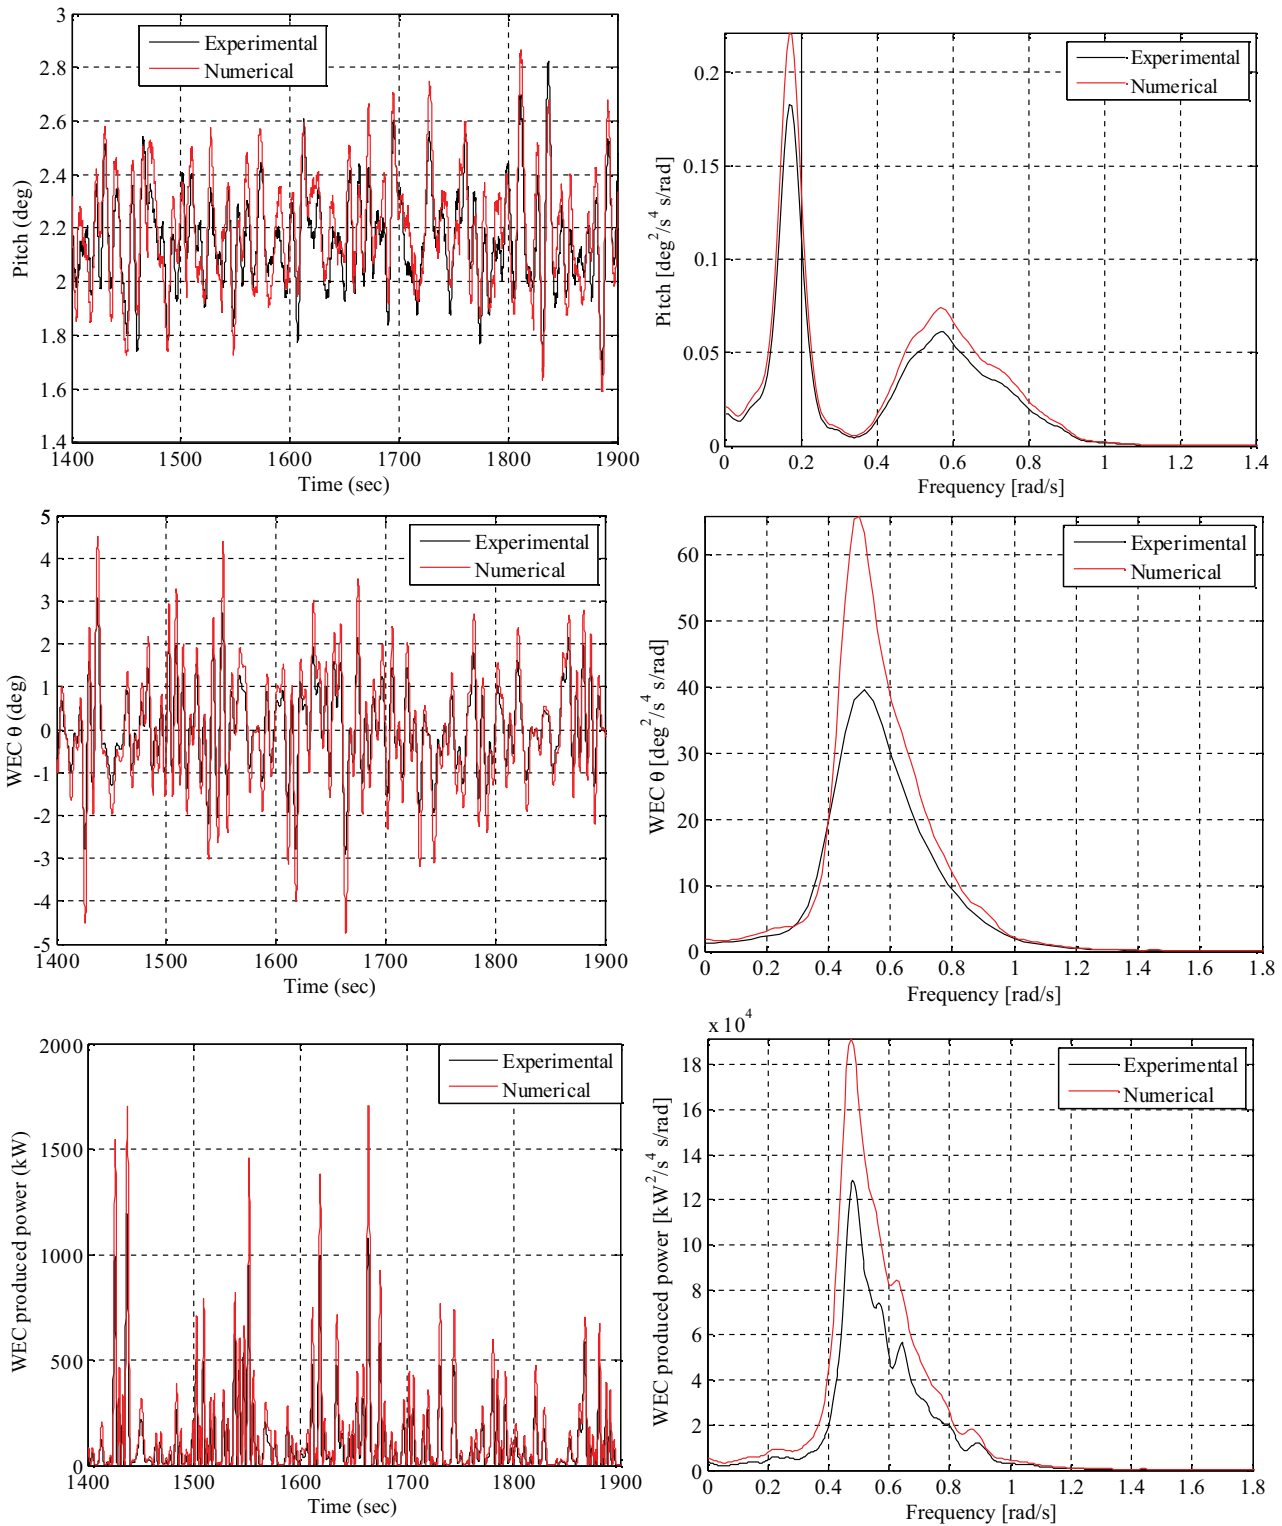 3
2.8
2.6
2.4
2.2
2
1.8
1.6
1.4
Pitch (deg)
Experimental
Numerical
1400 1500 1600 1700 1800 1900
Time (sec)
0.2
0.15
0.1
0.05
0
Pitch [deg²/s⁴ s/rad]
Experimental
Numerical
0 0.2 0.4 0.6 0.8 1 1.2 1.4
Frequency [rad/s]
5
4
3
2
1
0
-1
-2
-3
-4
-5
WEC θ (deg)
Experimental
Numerical
1400 1500 1600 1700 1800 1900
Time (sec)
60
50
40
30
20
10
0
WEC θ [deg²/s⁴ s/rad]
Experimental
Numerical
0 0.2 0.4 0.6 0.8 1 1.2 1.4 1.6 1.8
Frequency [rad/s]
2000
1500
1000
500
0
WEC produced power (kW)
Experimental
Numerical
1400 1500 1600 1700 1800 1900
Time (sec)
x 10⁴
18
16
14
12
10
8
6
4
2
0
WEC produced power [kW²/s⁴ s/rad]
Experimental
Numerical
0 0.2 0.4 0.6 0.8 1 1.2 1.4 1.6 1.8
Frequency [rad/s]